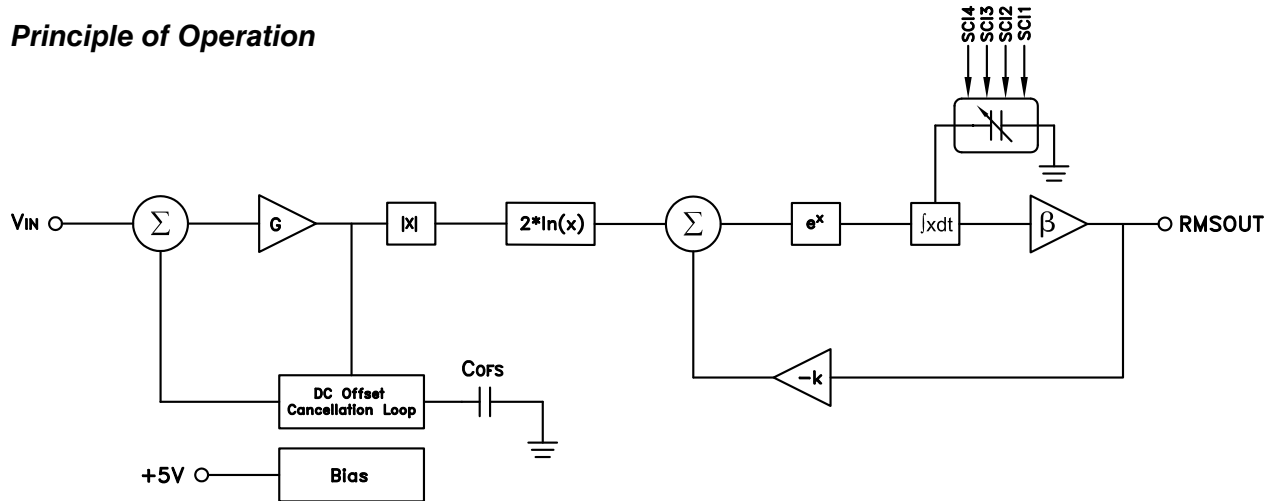 Principle of Operation
SCI4
SCI3
SCI2
SCI1
VIN
Σ
G
|X|
2*ln(x)
Σ
eˣ
∫xdt
β
RMSOUT
-k
DC Offset
Cancellation Loop
COFS
+5V
Bias